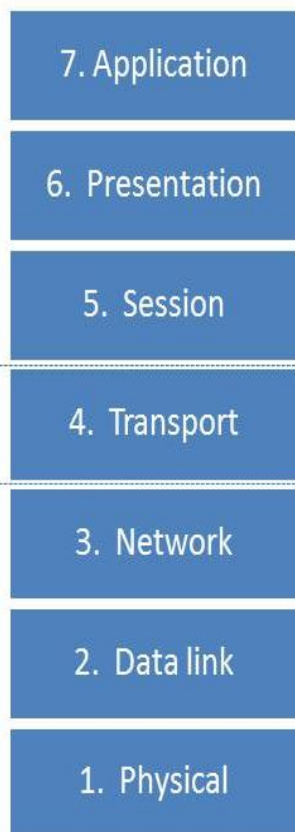 7. Application
6. Presentation
5. Session
4. Transport
3. Network
2. Data link
1. Physical